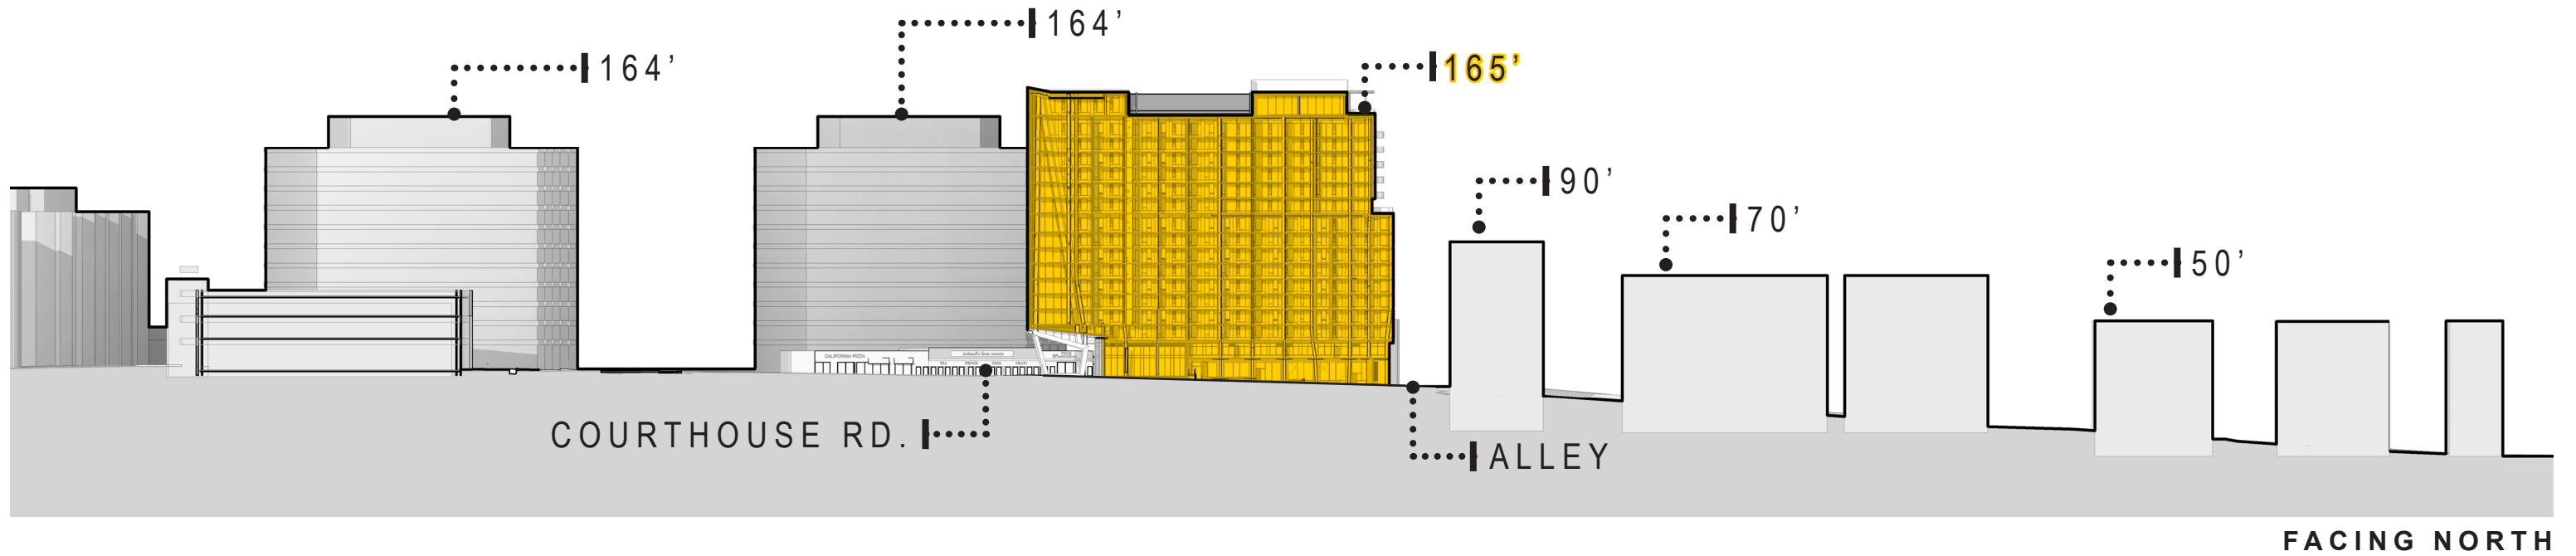 164’
164’
165’
90’
70’
50’
CALIFORNIA PIZZA
COURTHOUSE RD.
ALLEY
FACING NORTH